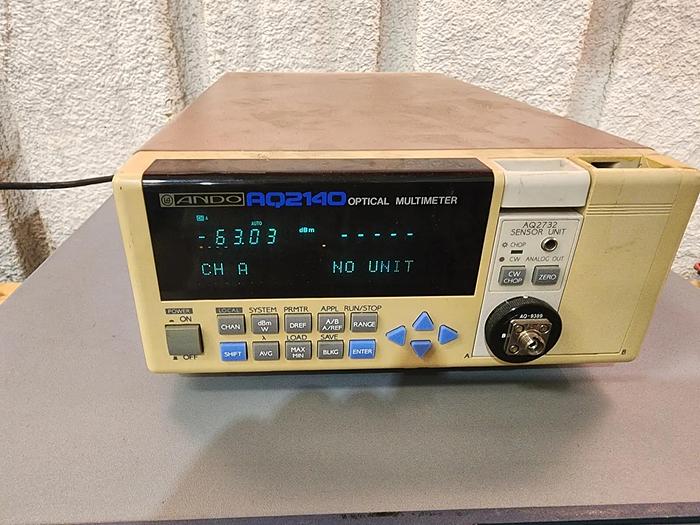 ANDO AQ2140 OPTICAL MULTIMETER
A
AUTO
-63.03 dBm -----
CH A NO UNIT
AQ2732
SENSOR UNIT
CHOP
CW ANALOG OUT
CW
CHOP
ZERO
AQ-9389
A
B
POWER
ON
OFF
LOCAL SYSTEM PRMTR APPL RUN/STOP
CHAN dBm/W DREF A/B A/REF RANGE
λ LOAD SAVE
SHIFT AVG MAX MIN BLKG ENTER